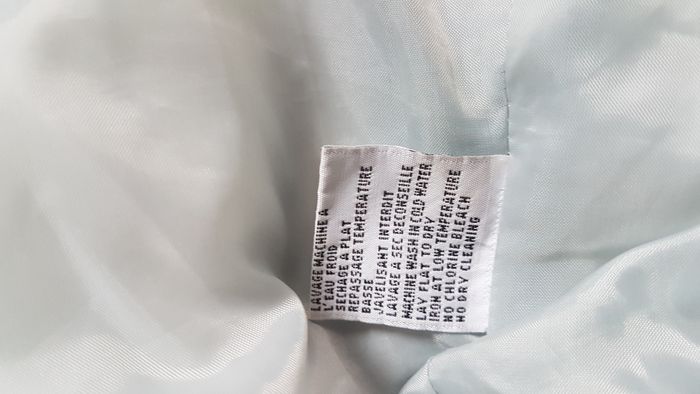 LAVAGE MACHINE A
L'EAU FROID
SECHAGE A PLAT
REPASSAGE TEMPERATURE
BASSE
JAVELISANT INTERDIT
LAVAGE A SEC DECONSEILLE
MACHINE WASH IN COLD WATER
LAY FLAT TO DRY
IRON AT LOW TEMPERATURE
NO CHLORINE BLEACH
NO DRY CLEANING